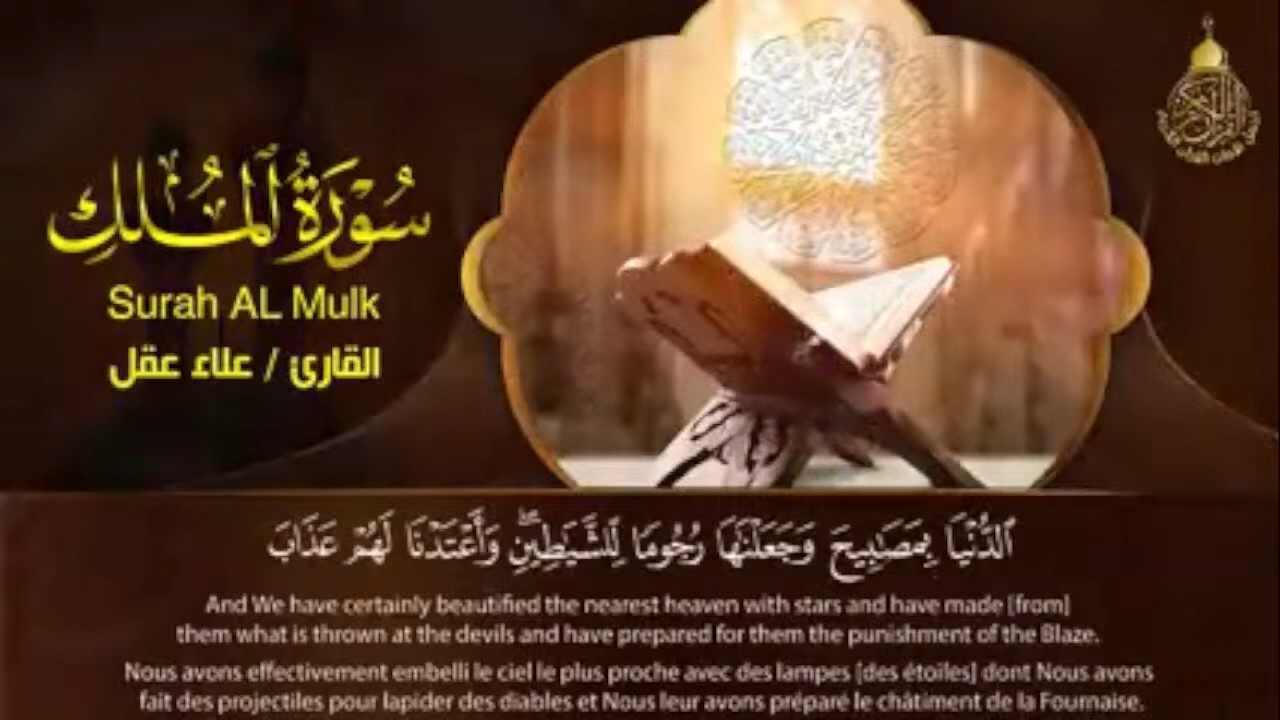 سُورَةُ ٱلْمُلكِ
Surah AL Mulk
القارئ / علاء عقل
ٱلدُّنْيَا بِمَصَٰبِيحَ وَجَعَلْنَٰهَا رُجُومًا لِّلشَّيَٰطِينِۖ وَأَعْتَدْنَا لَهُمْ عَذَابَ
And We have certainly beautified the nearest heaven with stars and have made [from]
them what is thrown at the devils and have prepared for them the punishment of the Blaze.
Nous avons effectivement embelli le ciel le plus proche avec des lampes [des étoiles] dont Nous avons
fait des projectiles pour lapider des diables et Nous leur avons préparé le châtiment de la Fournaise.